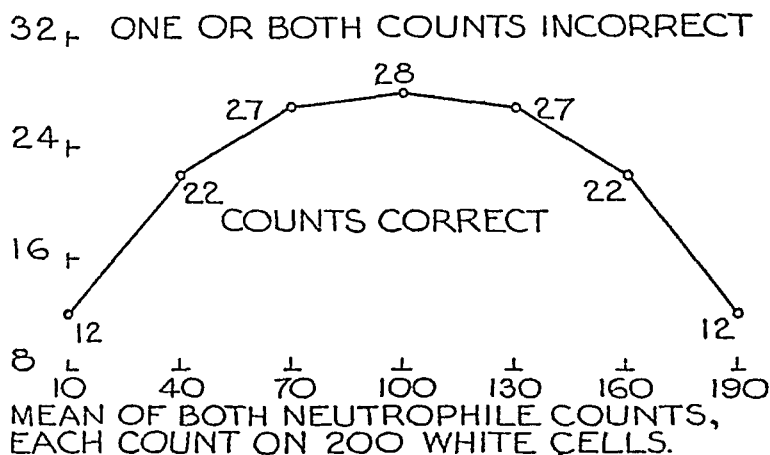 32 ONE OR BOTH COUNTS INCORRECT
28
27 27
24
22 22
COUNTS CORRECT
16
12 12
8
10 40 70 100 130 160 190
MEAN OF BOTH NEUTROPHILE COUNTS,
EACH COUNT ON 200 WHITE CELLS.